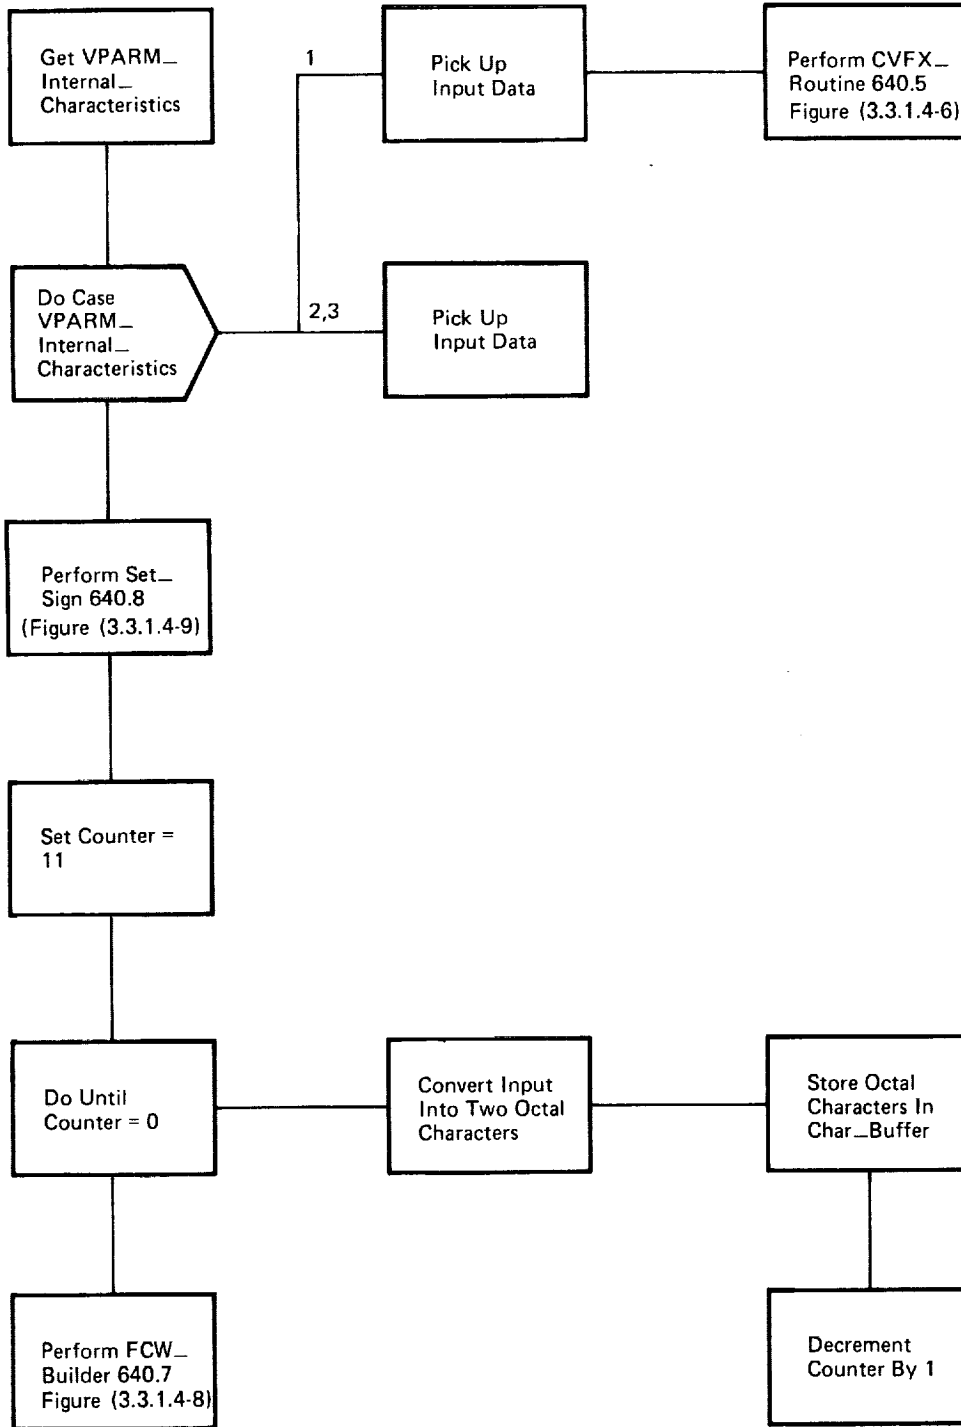 Get VPARM_
Internal_
Characteristics
1
Pick Up
Input Data
Perform CVFX_
Routine 640.5
Figure (3.3.1.4-6)
Do Case
VPARM_
Internal_
Characteristics
2,3
Pick Up
Input Data
Perform Set_
Sign 640.8
(Figure (3.3.1.4-9)
Set Counter =
11
Do Until
Counter = 0
Convert Input
Into Two Octal
Characters
Store Octal
Characters In
Char_Buffer
Perform FCW_
Builder 640.7
Figure (3.3.1.4-8)
Decrement
Counter By 1